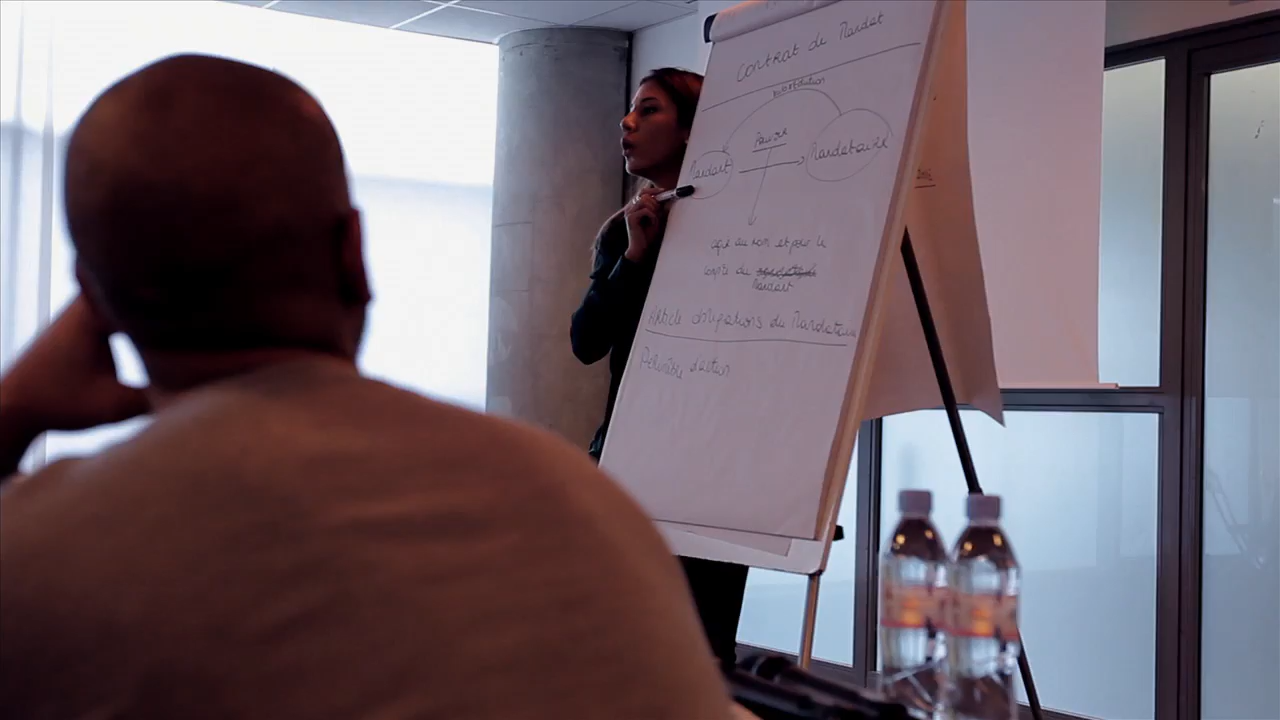 Contrat de Mandat
Pouvoir
Mandant
Mandataire
agit au nom et pour le
compte du
Mandant
Article obligations du Mandataire